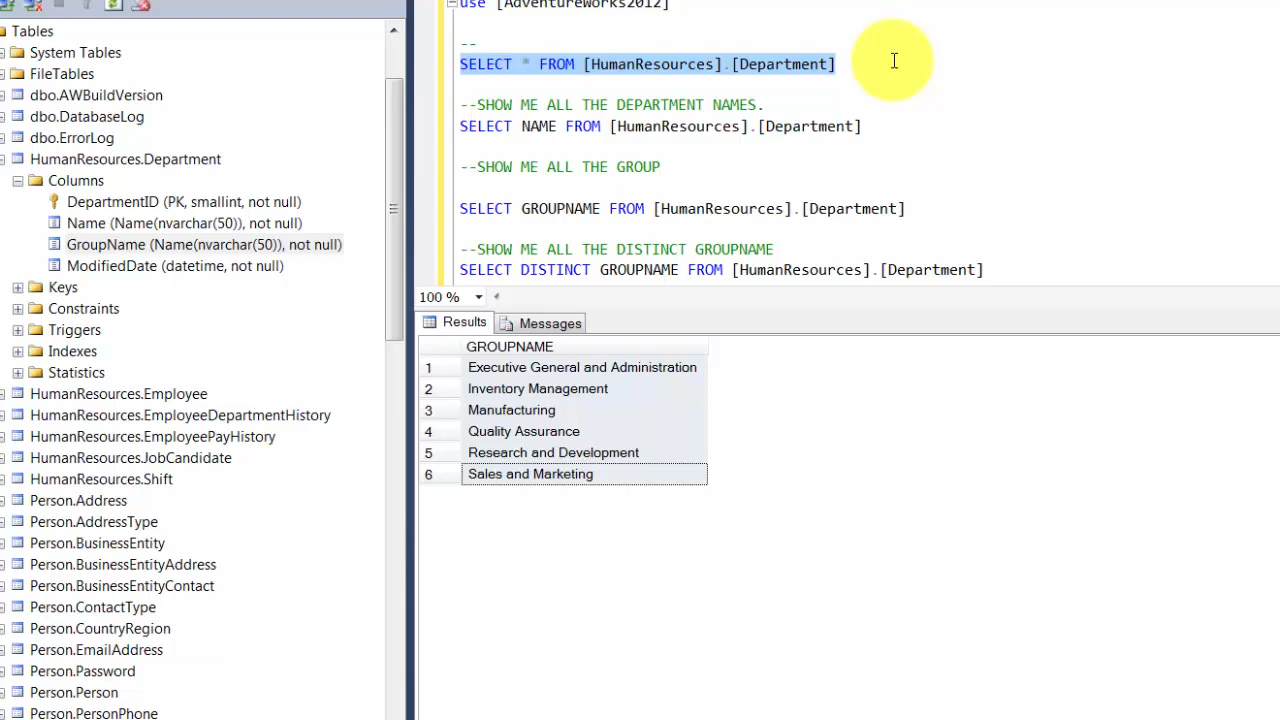 Tables
System Tables
FileTables
dbo.AWBuildVersion
dbo.DatabaseLog
dbo.ErrorLog
HumanResources.Department
Columns
DepartmentID (PK, smallint, not null)
Name (Name(nvarchar(50)), not null)
GroupName (Name(nvarchar(50)), not null)
ModifiedDate (datetime, not null)
Keys
Constraints
Triggers
Indexes
Statistics
HumanResources.Employee
HumanResources.EmployeeDepartmentHistory
HumanResources.EmployeePayHistory
HumanResources.JobCandidate
HumanResources.Shift
Person.Address
Person.AddressType
Person.BusinessEntity
Person.BusinessEntityAddress
Person.BusinessEntityContact
Person.ContactType
Person.CountryRegion
Person.EmailAddress
Person.Password
Person.Person
Person.PersonPhone
use [AdventureWorks2012]
--
SELECT * FROM [HumanResources].[Department]
--SHOW ME ALL THE DEPARTMENT NAMES.
SELECT NAME FROM [HumanResources].[Department]
--SHOW ME ALL THE GROUP
SELECT GROUPNAME FROM [HumanResources].[Department]
--SHOW ME ALL THE DISTINCT GROUPNAME
SELECT DISTINCT GROUPNAME FROM [HumanResources].[Department]
100 %
Results Messages
GROUPNAME
1 Executive General and Administration
2 Inventory Management
3 Manufacturing
4 Quality Assurance
5 Research and Development
6 Sales and Marketing